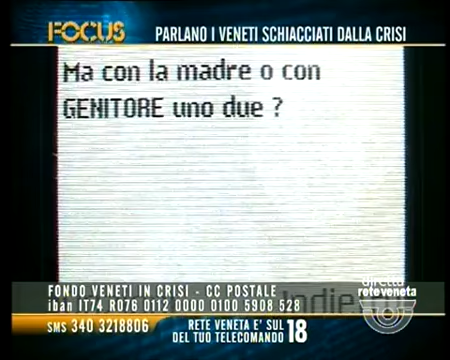 FOCUS
PARLANO I VENETI SCHIACCIATI DALLA CRISI
Ma con la madre o con
GENITORE uno due ?
FONDO VENETI IN CRISI - CC POSTALE
iban IT74 R076 0112 0000 0100 5908 528
diretta
reteveneta
SMS 340 3218806
RETE VENETA E' SUL
DEL TUO TELECOMANDO
18